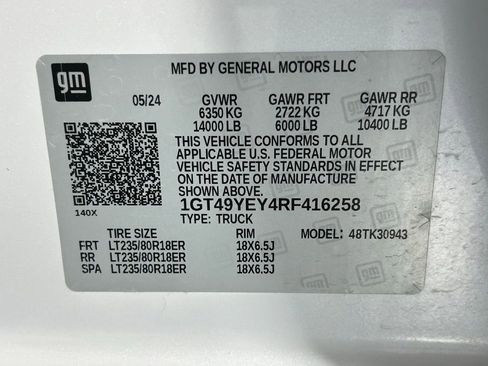 gm
MFD BY GENERAL MOTORS LLC
05/24 GVWR GAWR FRT GAWR RR
6350 KG 2722 KG 4717 KG
14000 LB 6000 LB 10400 LB
THIS VEHICLE CONFORMS TO ALL
APPLICABLE U.S. FEDERAL MOTOR
VEHICLE SAFETY STANDARDS IN EFFECT
ON THE DATE OF MANUFACTURE
SHOWN ABOVE.
1GT49YEY4RF416258
140X TYPE: TRUCK
TIRE SIZE RIM MODEL: 48TK30943
FRT LT235/80R18ER 18X6.5J
RR LT235/80R18ER 18X6.5J
SPA LT235/80R18ER 18X6.5J